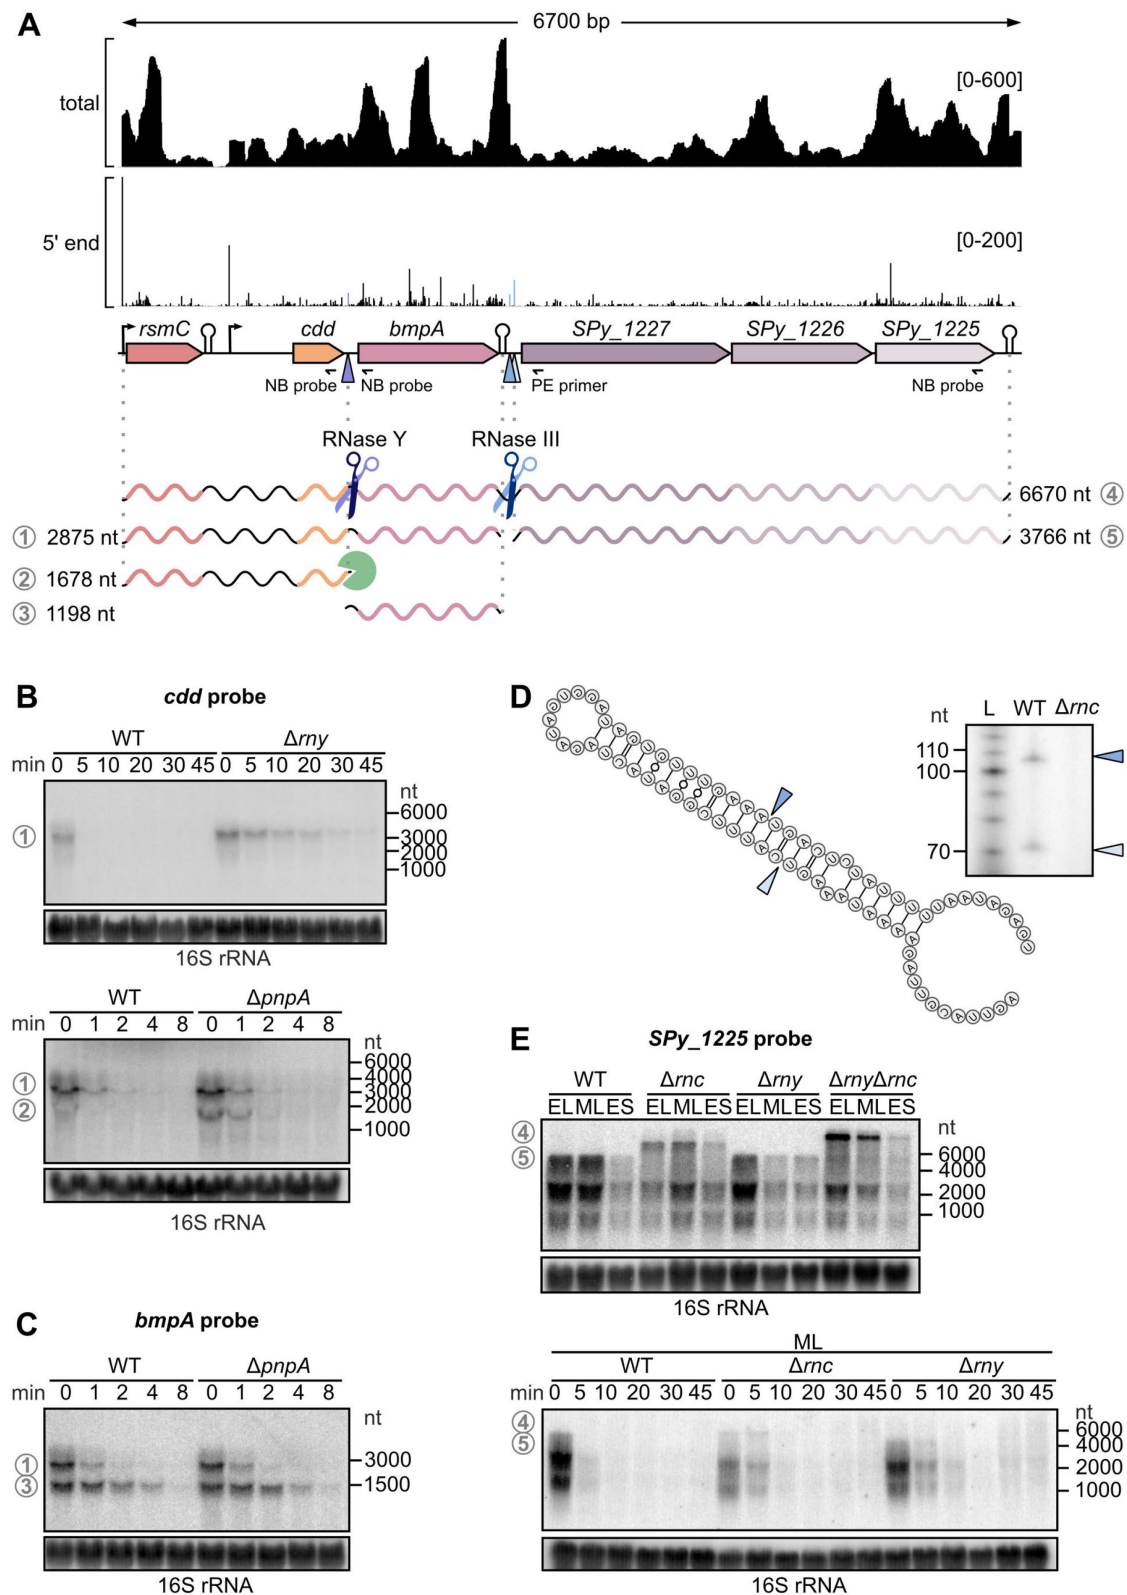 A
6700 bp
total
[0-600]
5' end
[0-200]
rsmC cdd bmpA SPy_1227 SPy_1226 SPy_1225
NB probe NB probe PE primer NB probe
RNase Y RNase III
6670 nt ④
① 2875 nt 3766 nt ⑤
② 1678 nt
③ 1198 nt
B
cdd probe
WT Δrny
min 0 5 10 20 30 45 0 5 10 20 30 45
nt
6000
① 3000
2000
1000
16S rRNA
WT ΔpnpA
min 0 1 2 4 8 0 1 2 4 8
nt
6000
① 4000
3000
② 2000
1000
16S rRNA
C
bmpA probe
WT ΔpnpA
min 0 1 2 4 8 0 1 2 4 8
nt
① 3000
③ 1500
16S rRNA
D
nt L WT Δrnc
110
100
70
E
SPy_1225 probe
WT Δrnc Δrny ΔrnyΔrnc
EL ML ES EL ML ES EL ML ES EL ML ES
④ nt
⑤ 6000
4000
2000
1000
16S rRNA
ML
WT Δrnc Δrny
min 0 5 10 20 30 45 0 5 10 20 30 45 0 5 10 20 30 45
nt
④ 6000
⑤ 4000
2000
1000
16S rRNA